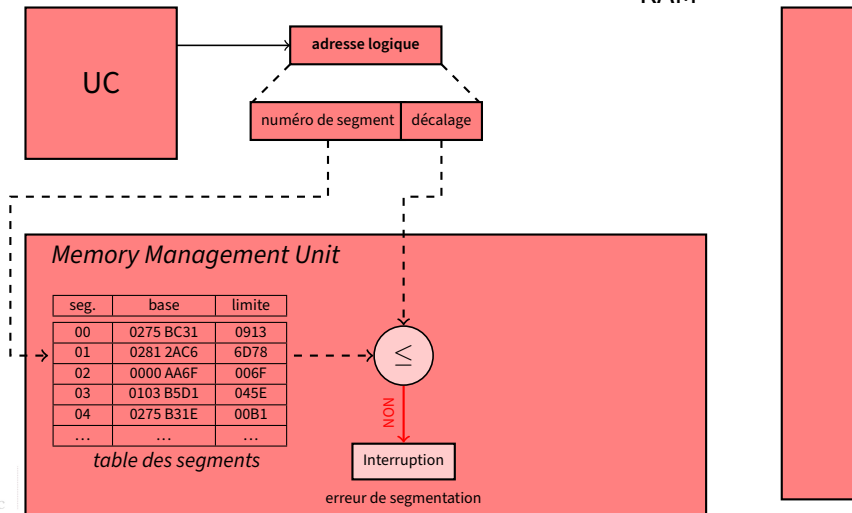 RAM
UC
adresse logique
numéro de segment décalage
Memory Management Unit
seg. base limite
00 0275 BC31 0913
01 0281 2AC6 6D78
02 0000 AA6F 006F
03 0103 B5D1 045E
04 0275 B31E 00B1
… … …
≤
NON
table des segments
Interruption
erreur de segmentation